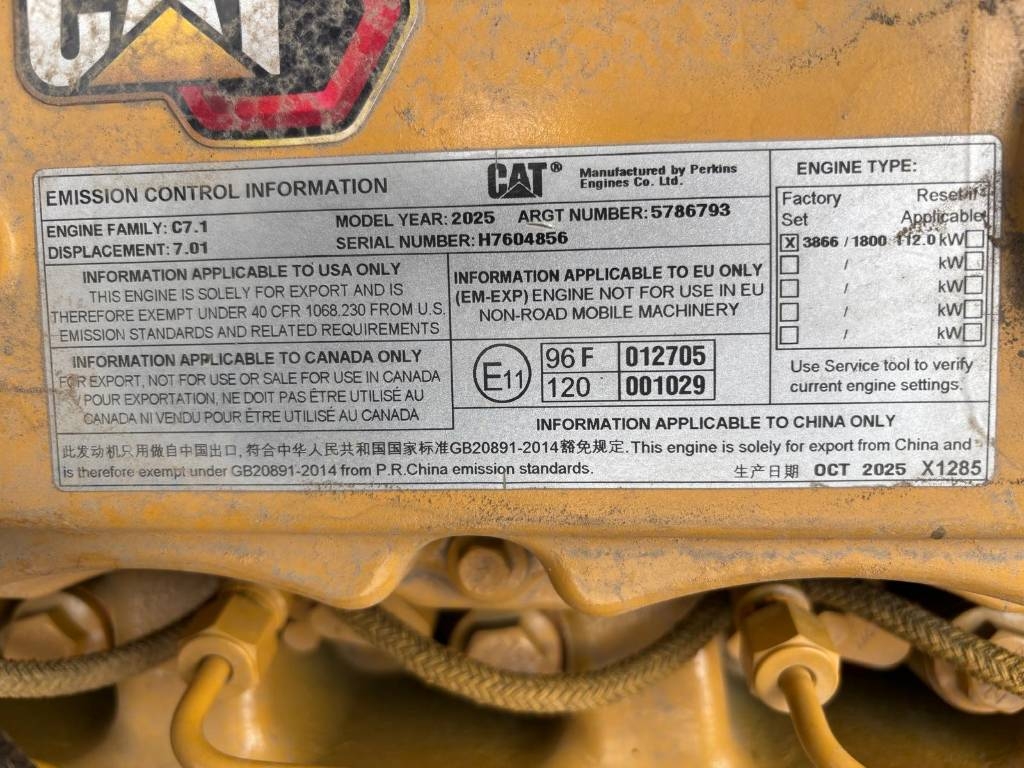 CAT
EMISSION CONTROL INFORMATION
CAT® Manufactured by Perkins
Engines Co. Ltd.
ENGINE FAMILY: C7.1
DISPLACEMENT: 7.01
MODEL YEAR: 2025 ARGT NUMBER: 5786793
SERIAL NUMBER: H7604856
ENGINE TYPE:
Factory Set
Reset if Applicable
X 3866 / 1800 112.0 kW
/ kW
/ kW
/ kW
/ kW
Use Service tool to verify
current engine settings.
INFORMATION APPLICABLE TO USA ONLY
THIS ENGINE IS SOLELY FOR EXPORT AND IS
THEREFORE EXEMPT UNDER 40 CFR 1068.230 FROM U.S.
EMISSION STANDARDS AND RELATED REQUIREMENTS
INFORMATION APPLICABLE TO EU ONLY
(EM-EXP) ENGINE NOT FOR USE IN EU
NON-ROAD MOBILE MACHINERY
INFORMATION APPLICABLE TO CANADA ONLY
FOR EXPORT, NOT FOR USE OR SALE FOR USE IN CANADA
POUR EXPORTATION, NE DOIT PAS ÊTRE UTILISÉ AU
CANADA NI VENDU POUR ÊTRE UTILISÉ AU CANADA
E11
96 F 012705
120 001029
INFORMATION APPLICABLE TO CHINA ONLY
此发动机只用做自中国出口, 符合中华人民共和国国家标准GB20891-2014豁免规定. This engine is solely for export from China and
is therefore exempt under GB20891-2014 from P.R.China emission standards.
生产日期 OCT 2025 X1285